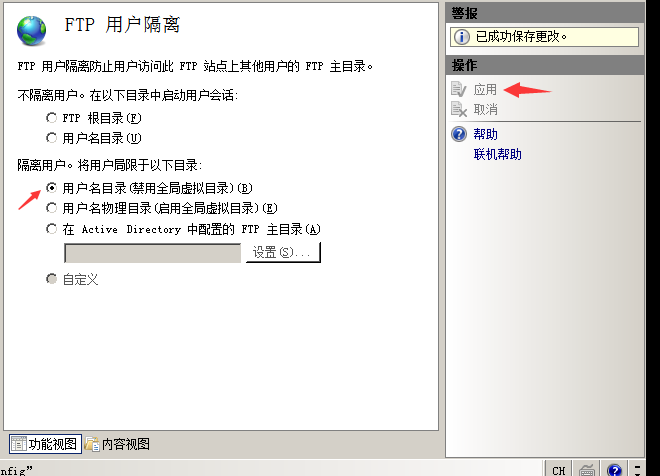 FTP 用户隔离
FTP 用户隔离防止用户访问此 FTP 站点上其他用户的 FTP 主目录。
不隔离用户。在以下目录中启动用户会话:
FTP 根目录(F)
用户名目录(U)
隔离用户。将用户局限于以下目录:
用户名目录(禁用全局虚拟目录)(B)
用户名物理目录(启用全局虚拟目录)(E)
在 Active Directory 中配置的 FTP 主目录(A)
设置(S)...
自定义
功能视图
内容视图
nfig”
警报
已成功保存更改。
操作
应用
取消
帮助
联机帮助
CH